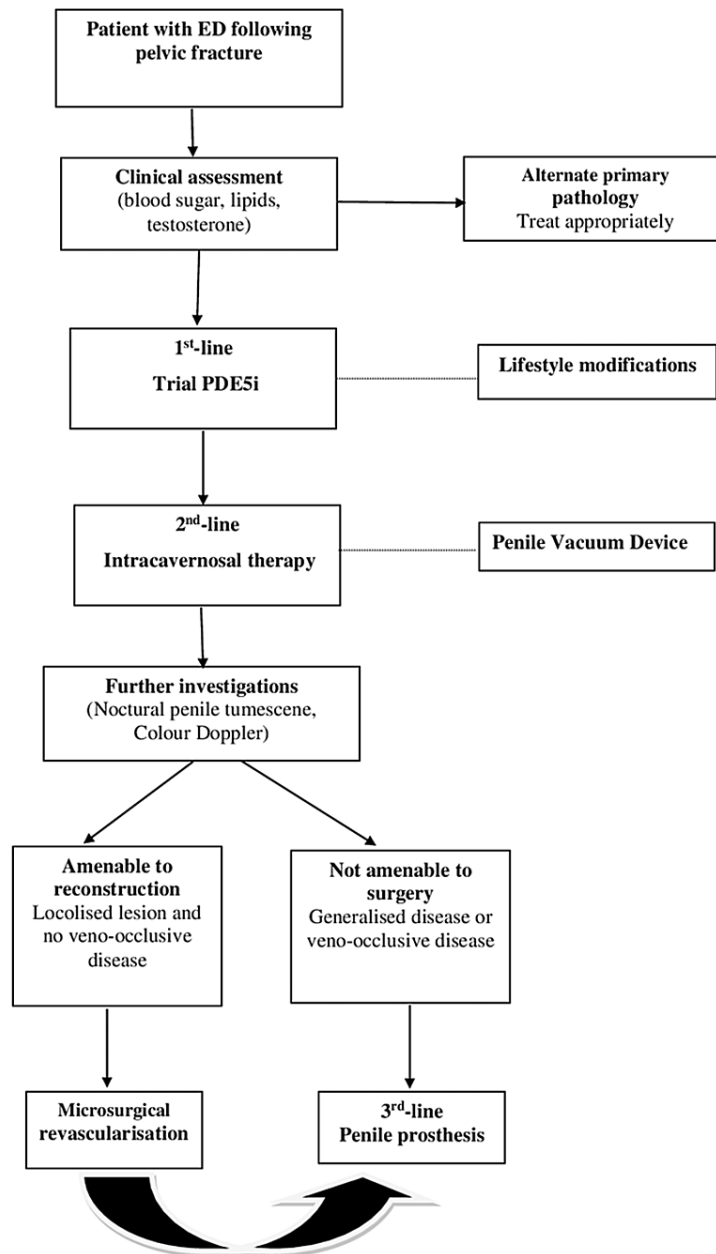 Patient with ED following
pelvic fracture
Clinical assessment
(blood sugar, lipids,
testosterone)
Alternate primary
pathology
Treat appropriately
1st-line
Trial PDE5i
Lifestyle modifications
2nd-line
Intracavernosal therapy
Penile Vacuum Device
Further investigations
(Noctural penile tumescene,
Colour Doppler)
Amenable to
reconstruction
Locolised lesion and
no veno-occlusive
disease
Not amenable to
surgery
Generalised disease or
veno-occlusive disease
Microsurgical
revascularisation
3rd-line
Penile prosthesis